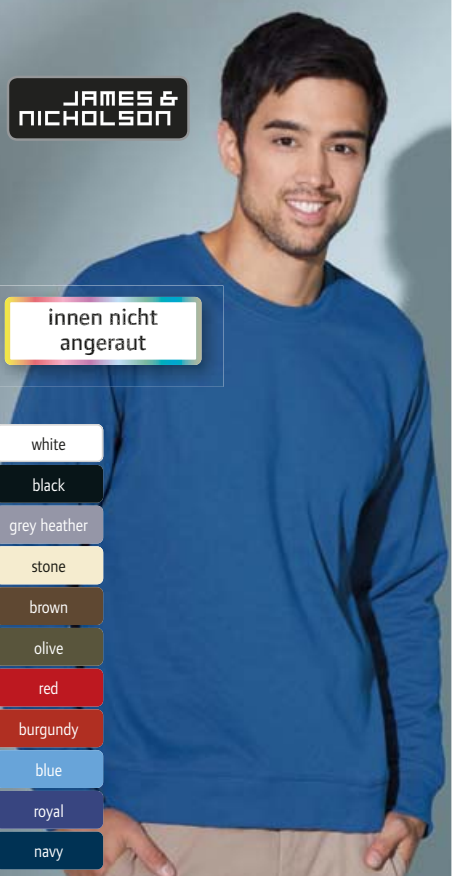 JAMES &
NICHOLSON
innen nicht
angeraut
white
black
grey heather
stone
brown
olive
red
burgundy
blue
royal
navy